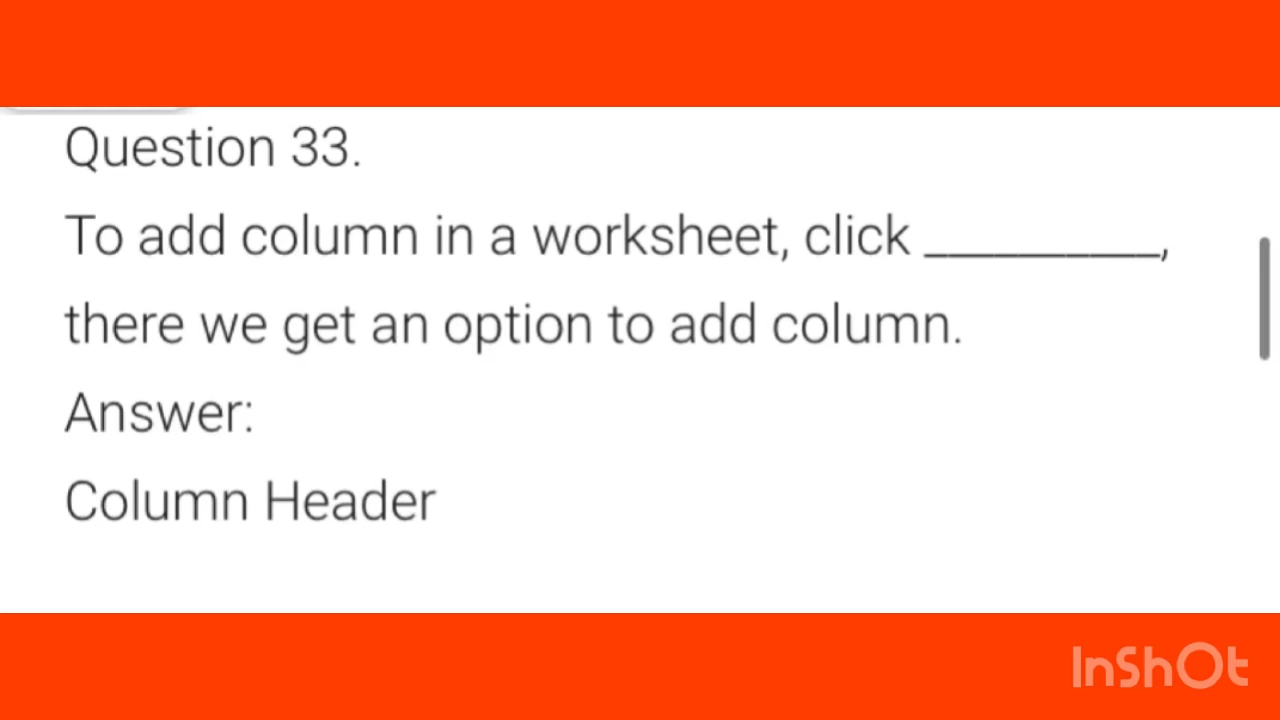 Question 33.
To add column in a worksheet, click __________,
there we get an option to add column.
Answer:
Column Header
InShOt